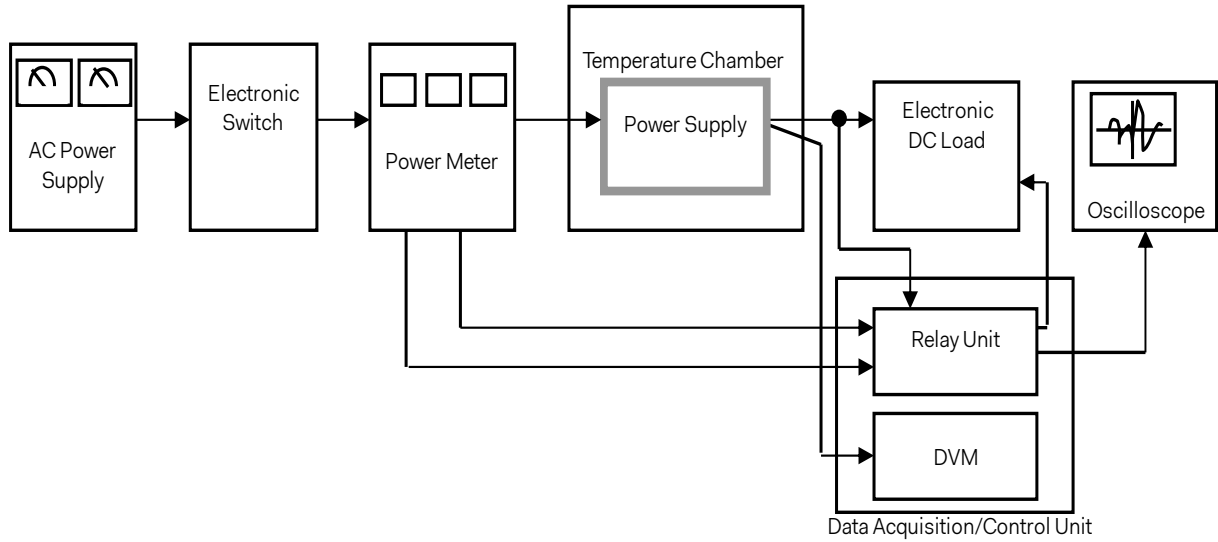 AC Power
Supply
Electronic
Switch
Power Meter
Temperature Chamber
Power Supply
Electronic
DC Load
Oscilloscope
Relay Unit
DVM
Data Acquisition/Control Unit